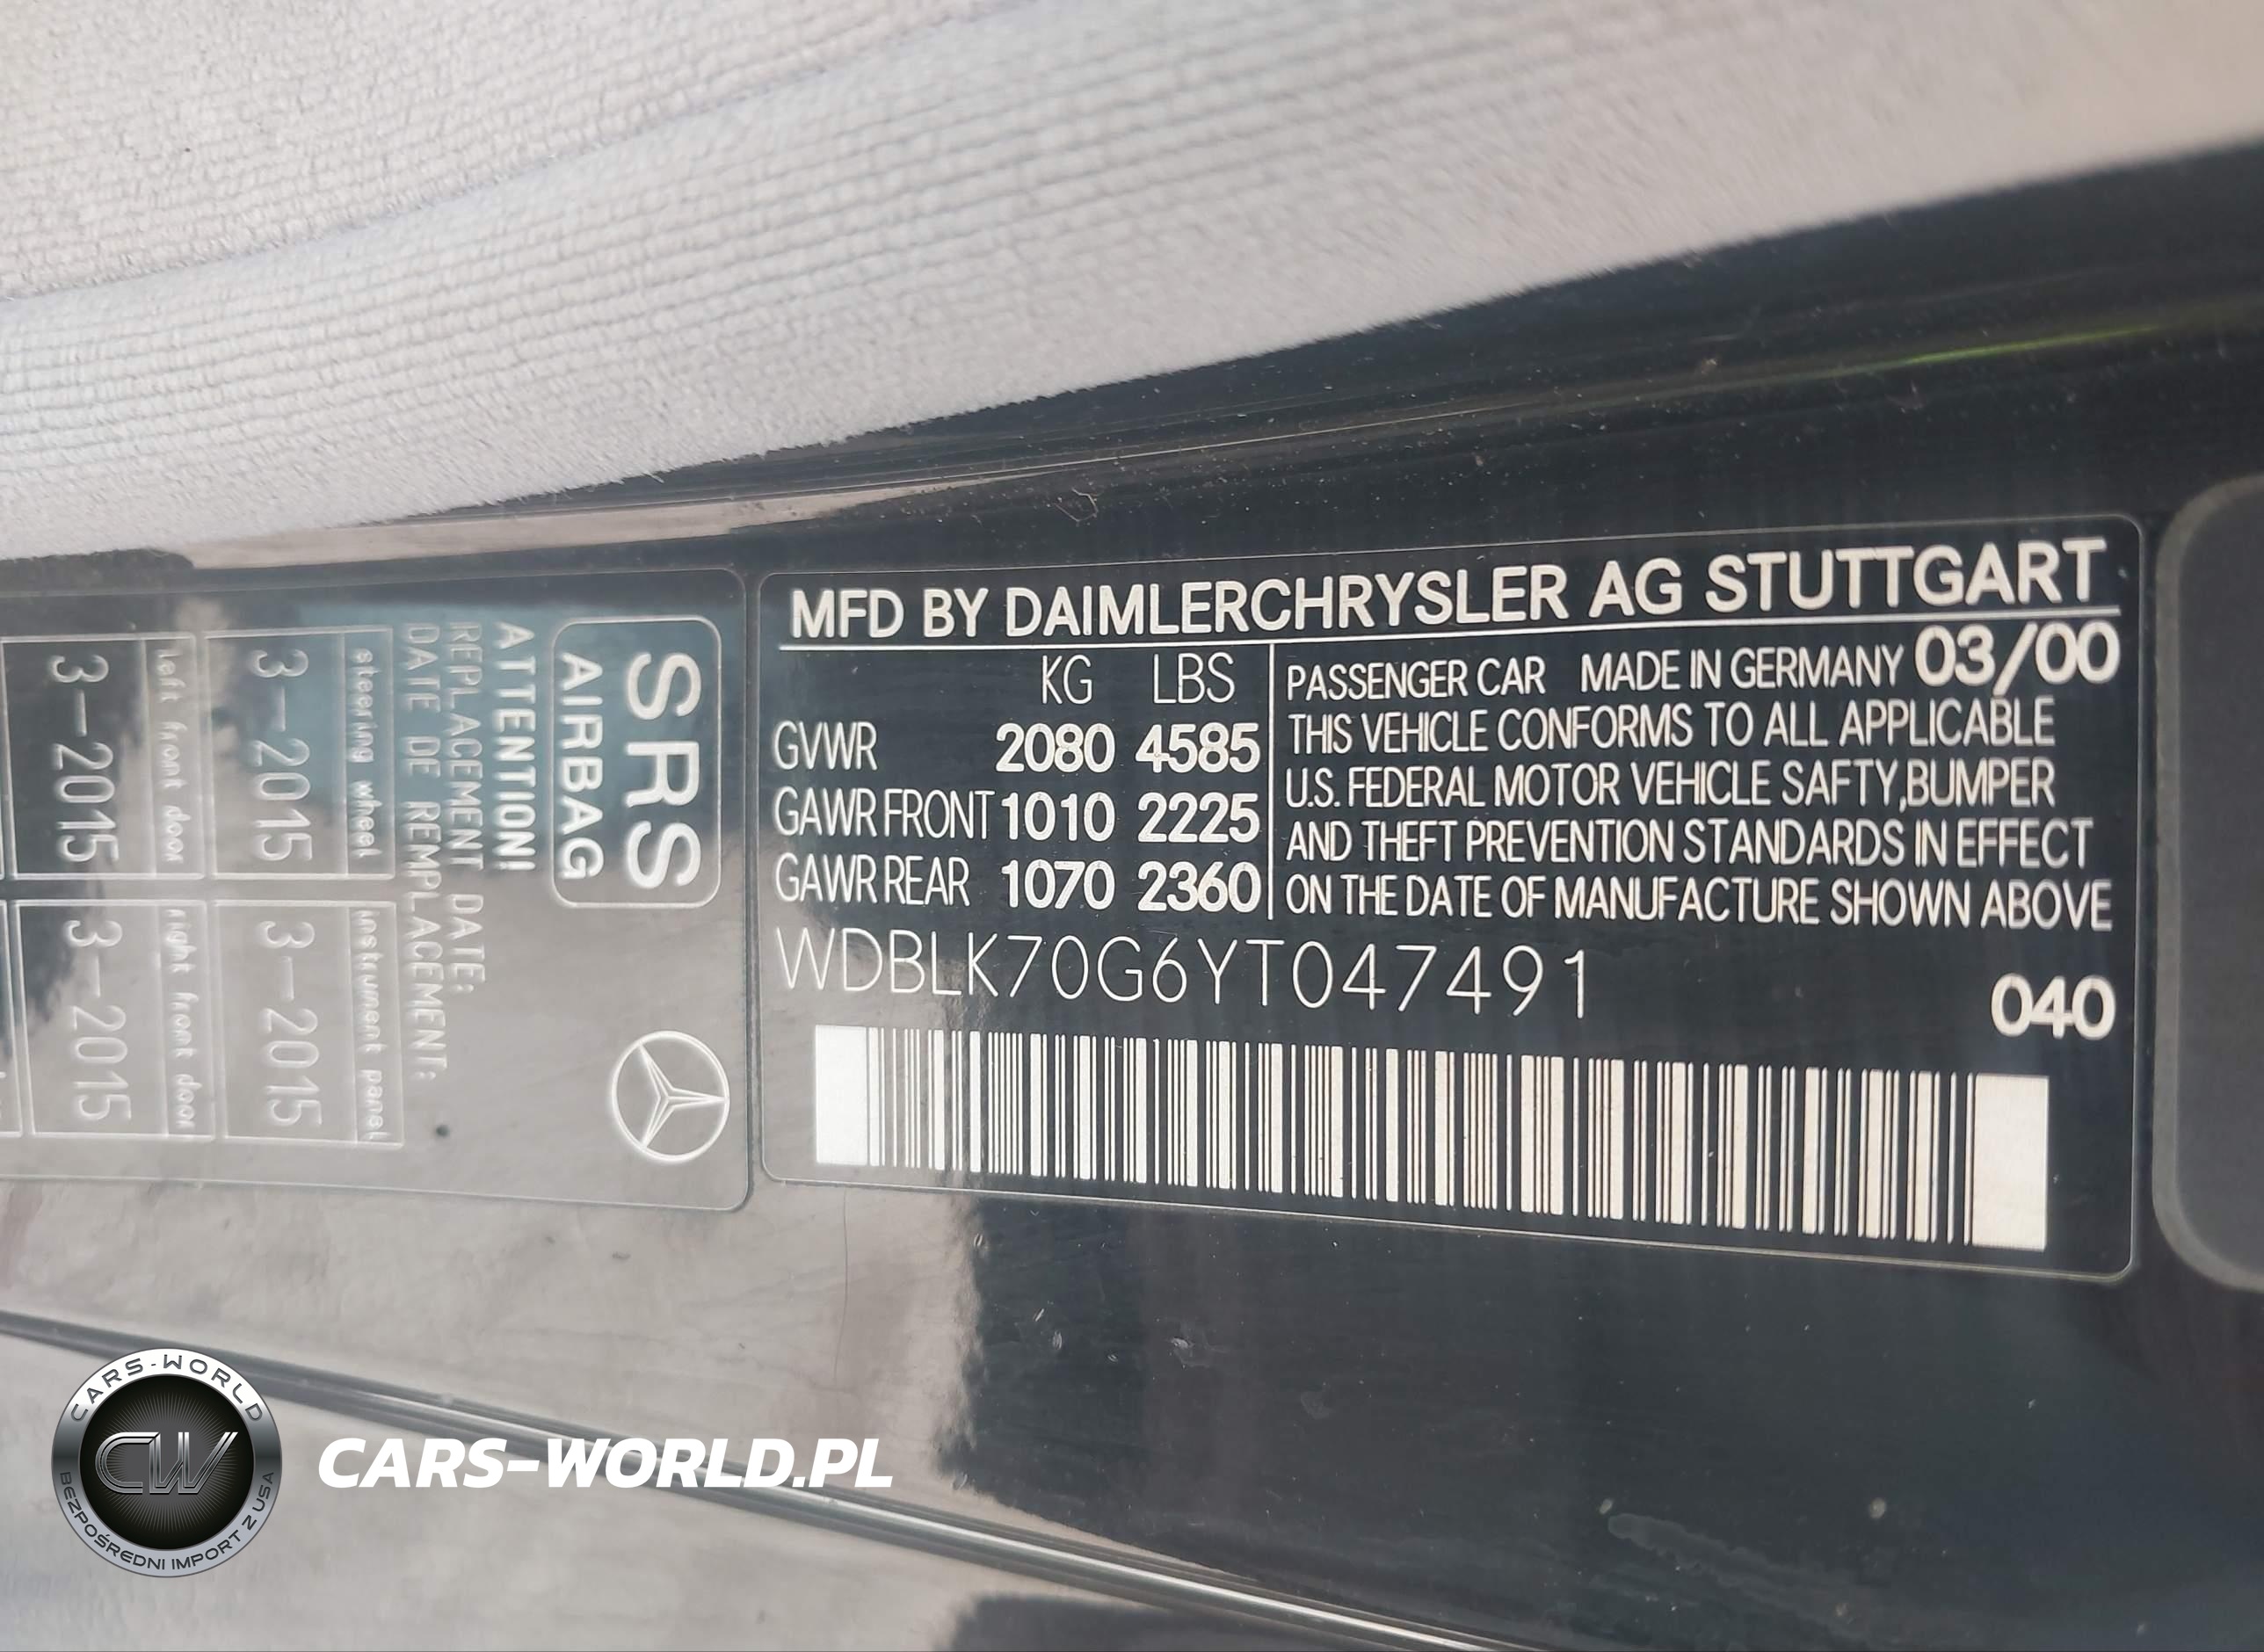 MFD BY DAIMLERCHRYSLER AG STUTTGART
KG LBS
GVWR 2080 4585
GAWR FRONT 1010 2225
GAWR REAR 1070 2360
PASSENGER CAR MADE IN GERMANY 03/00
THIS VEHICLE CONFORMS TO ALL APPLICABLE
U.S. FEDERAL MOTOR VEHICLE SAFTY,BUMPER
AND THEFT PREVENTION STANDARDS IN EFFECT
ON THE DATE OF MANUFACTURE SHOWN ABOVE
WDBLK70G6YT047491
040
SRS
AIRBAG
ATTENTION!
REPLACEMENT DATE:
DATE DE REMPLACEMENT:
steering wheel
3-2015
instrument panel
3-2015
left front door
3-2015
right front door
3-2015
CARS-WORLD
CW
BEZPOŚREDNI IMPORT Z USA
CARS-WORLD.PL